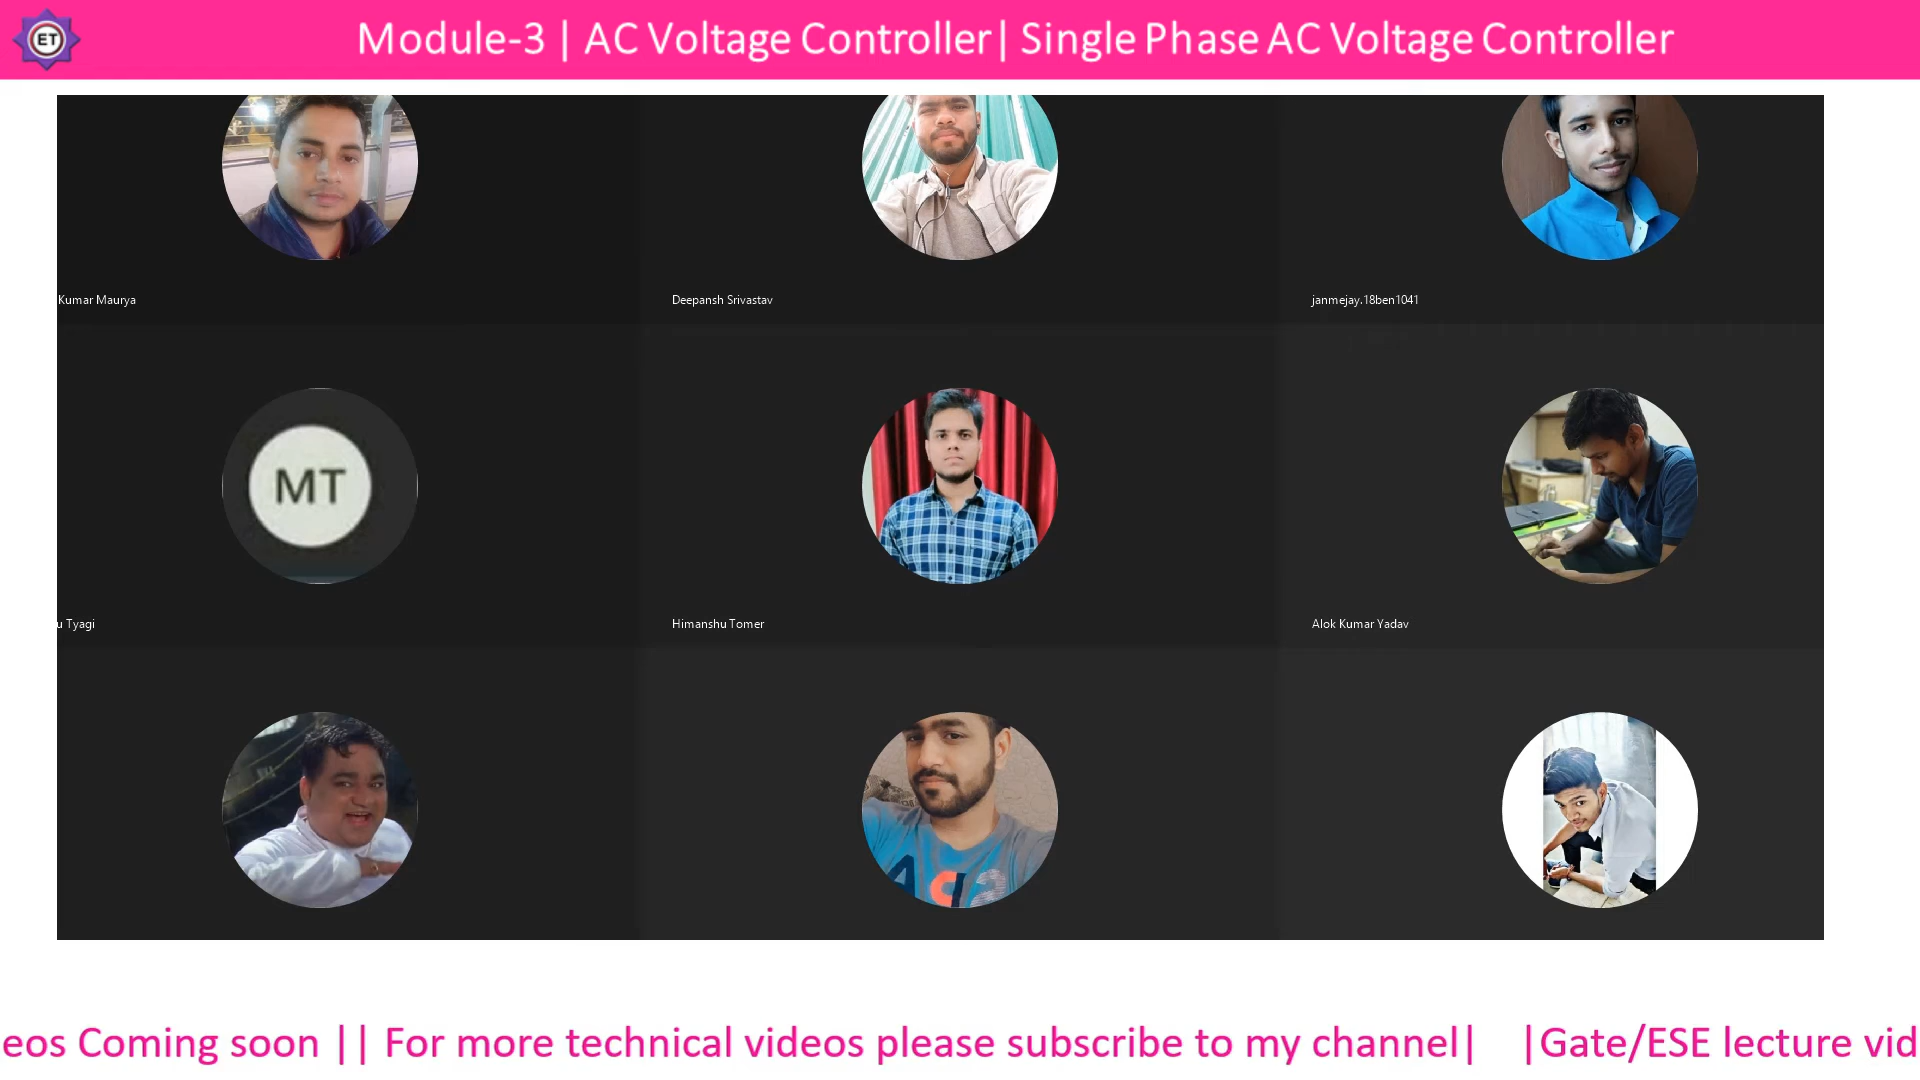 ET
Module-3 | AC Voltage Controller| Single Phase AC Voltage Controller
Kumar Maurya
Deepansh Srivastav
janmejay.18ben1041
MT
u Tyagi
Himanshu Tomer
Alok Kumar Yadav
eos Coming soon || For more technical videos please subscribe to my channel| |Gate/ESE lecture vid